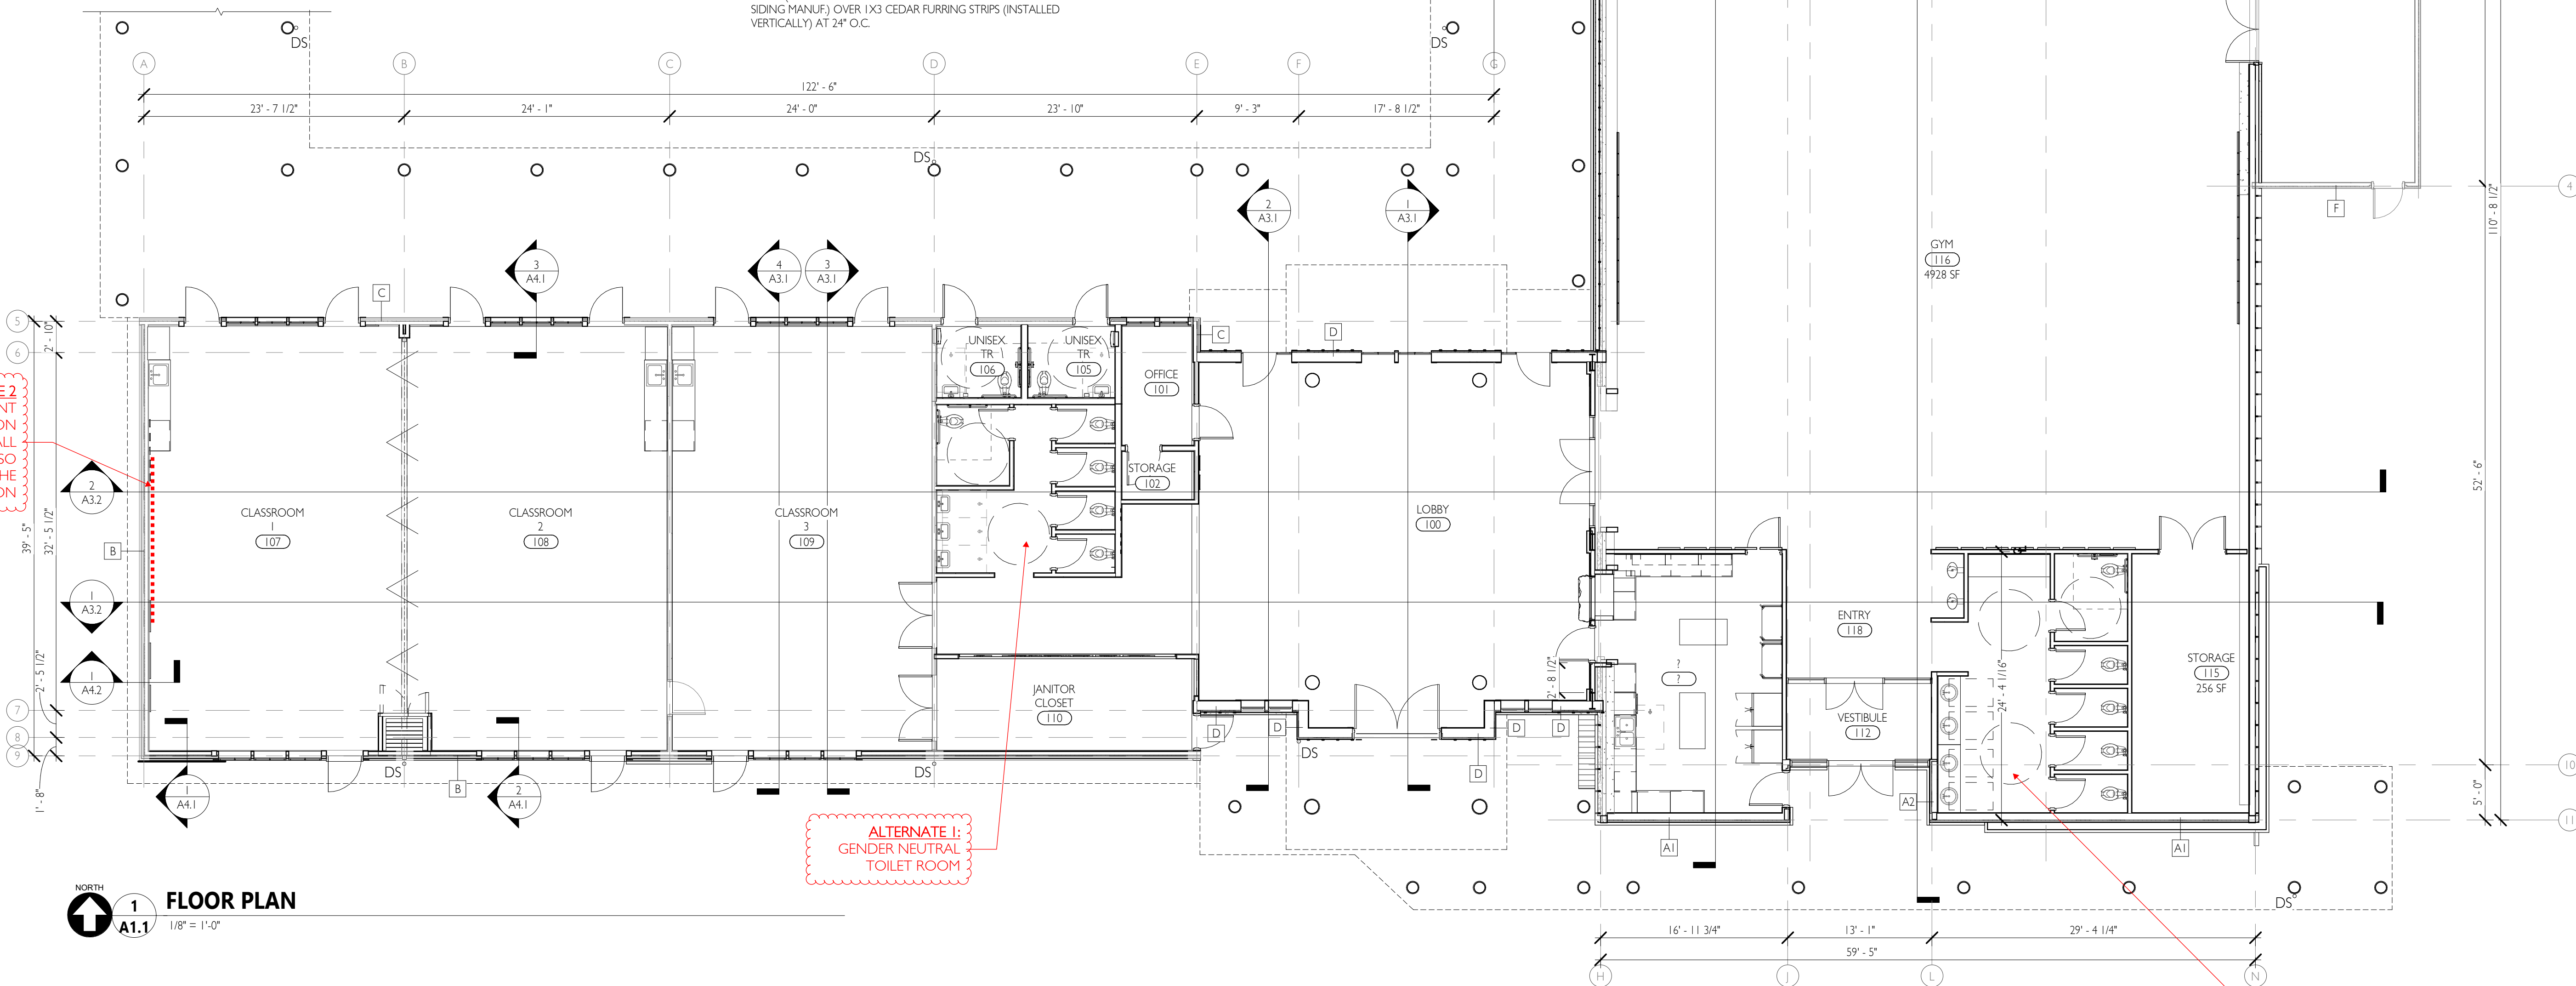 SIDING MANUF.) OVER 1X3 CEDAR FURRING STRIPS (INSTALLED
VERTICALLY) AT 24" O.C.
DS
DS
A
B
C
D
E
F
G
122' - 6"
23' - 7 1/2"
24' - 1"
24' - 0"
23' - 10"
9' - 3"
17' - 8 1/2"
DS
2
A3.1
1
A3.1
4
110' - 8 1/2"
F
GYM
116
4928 SF
3
A4.1
4
A3.1
3
A3.1
C
5
6
2' - 10"
C
D
UNISEX
TR
106
UNISEX
TR
105
OFFICE
101
STORAGE
102
E 2
NT
ON
ALL
SO
HE
ON
2
A3.2
39' - 5"
32' - 5 1/2"
52' - 6"
CLASSROOM
1
107
CLASSROOM
2
108
CLASSROOM
3
109
LOBBY
100
B
1
A3.2
ENTRY
118
1
A4.2
2' - 5 1/2"
?
?
2' - 8 1/2"
24' - 4 1/16"
STORAGE
115
256 SF
JANITOR
CLOSET
110
VESTIBULE
112
7
8
9
D
D
D
D
DS
D
DS
DS
B
1' - 8"
1
A4.1
2
A4.1
10
5' - 0"
11
A2
A1
A1
ALTERNATE 1:
GENDER NEUTRAL
TOILET ROOM
DS
NORTH
1
A1.1
FLOOR PLAN
1/8" = 1'-0"
16' - 11 3/4"
13' - 1"
29' - 4 1/4"
59' - 5"
H
J
L
N